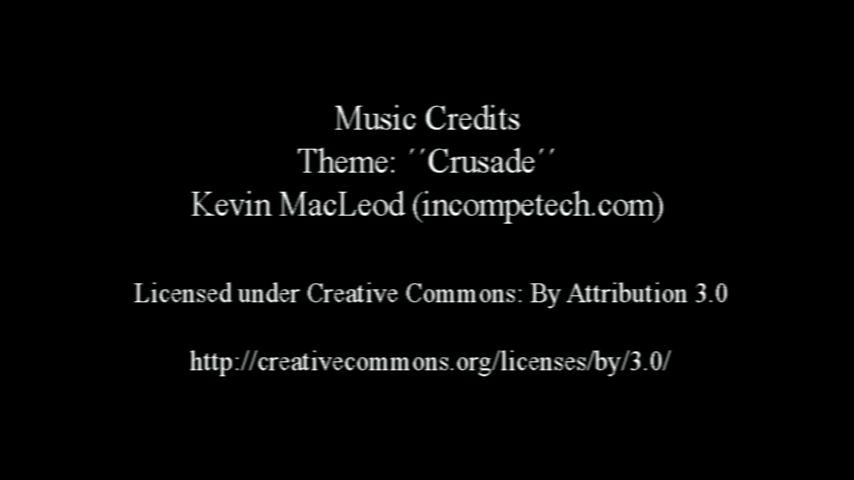 Music Credits
Theme: ´´Crusade´´
Kevin MacLeod (incompetech.com)
Licensed under Creative Commons: By Attribution 3.0
http://creativecommons.org/licenses/by/3.0/